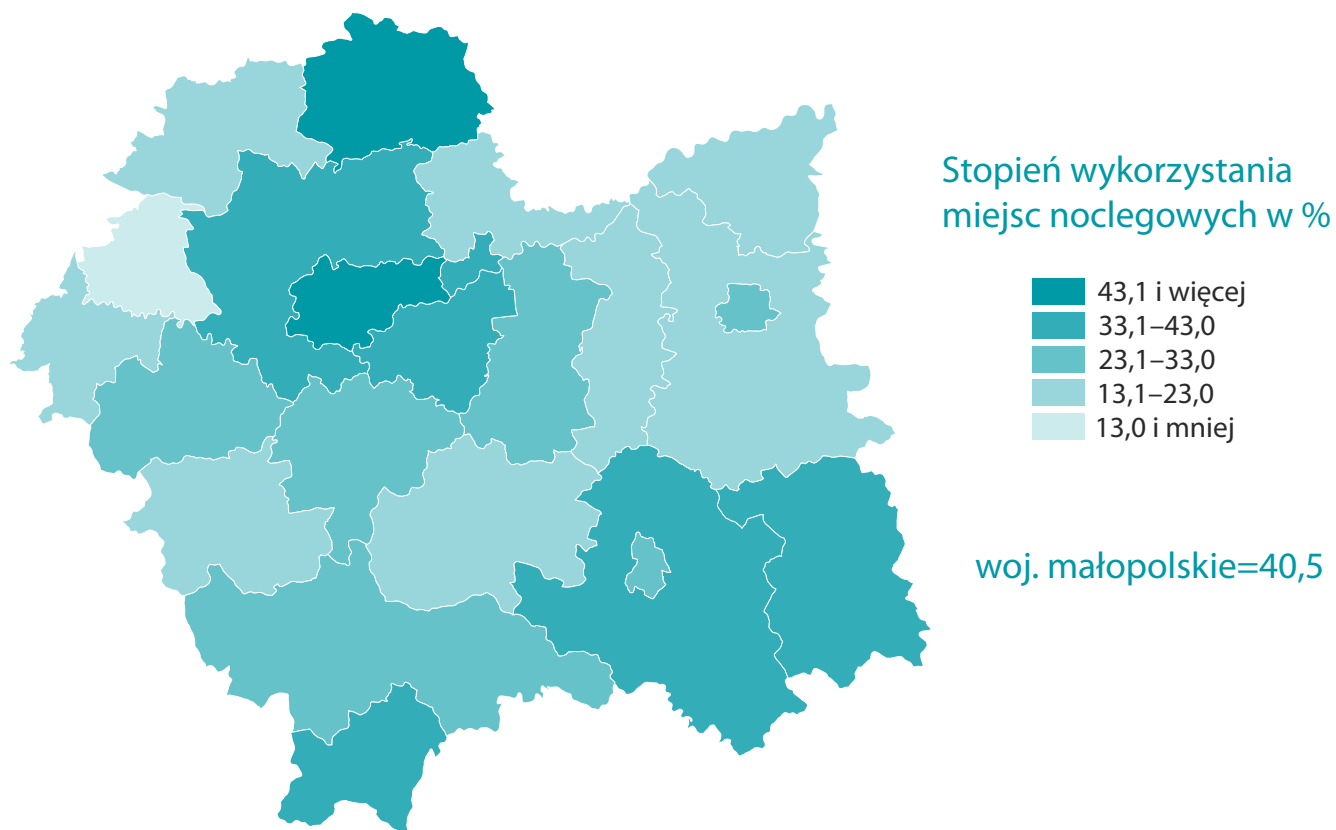 Stopień wykorzystania
miejsc noclegowych w %
43,1 i więcej
33,1–43,0
23,1–33,0
13,1–23,0
13,0 i mniej
woj. małopolskie=40,5